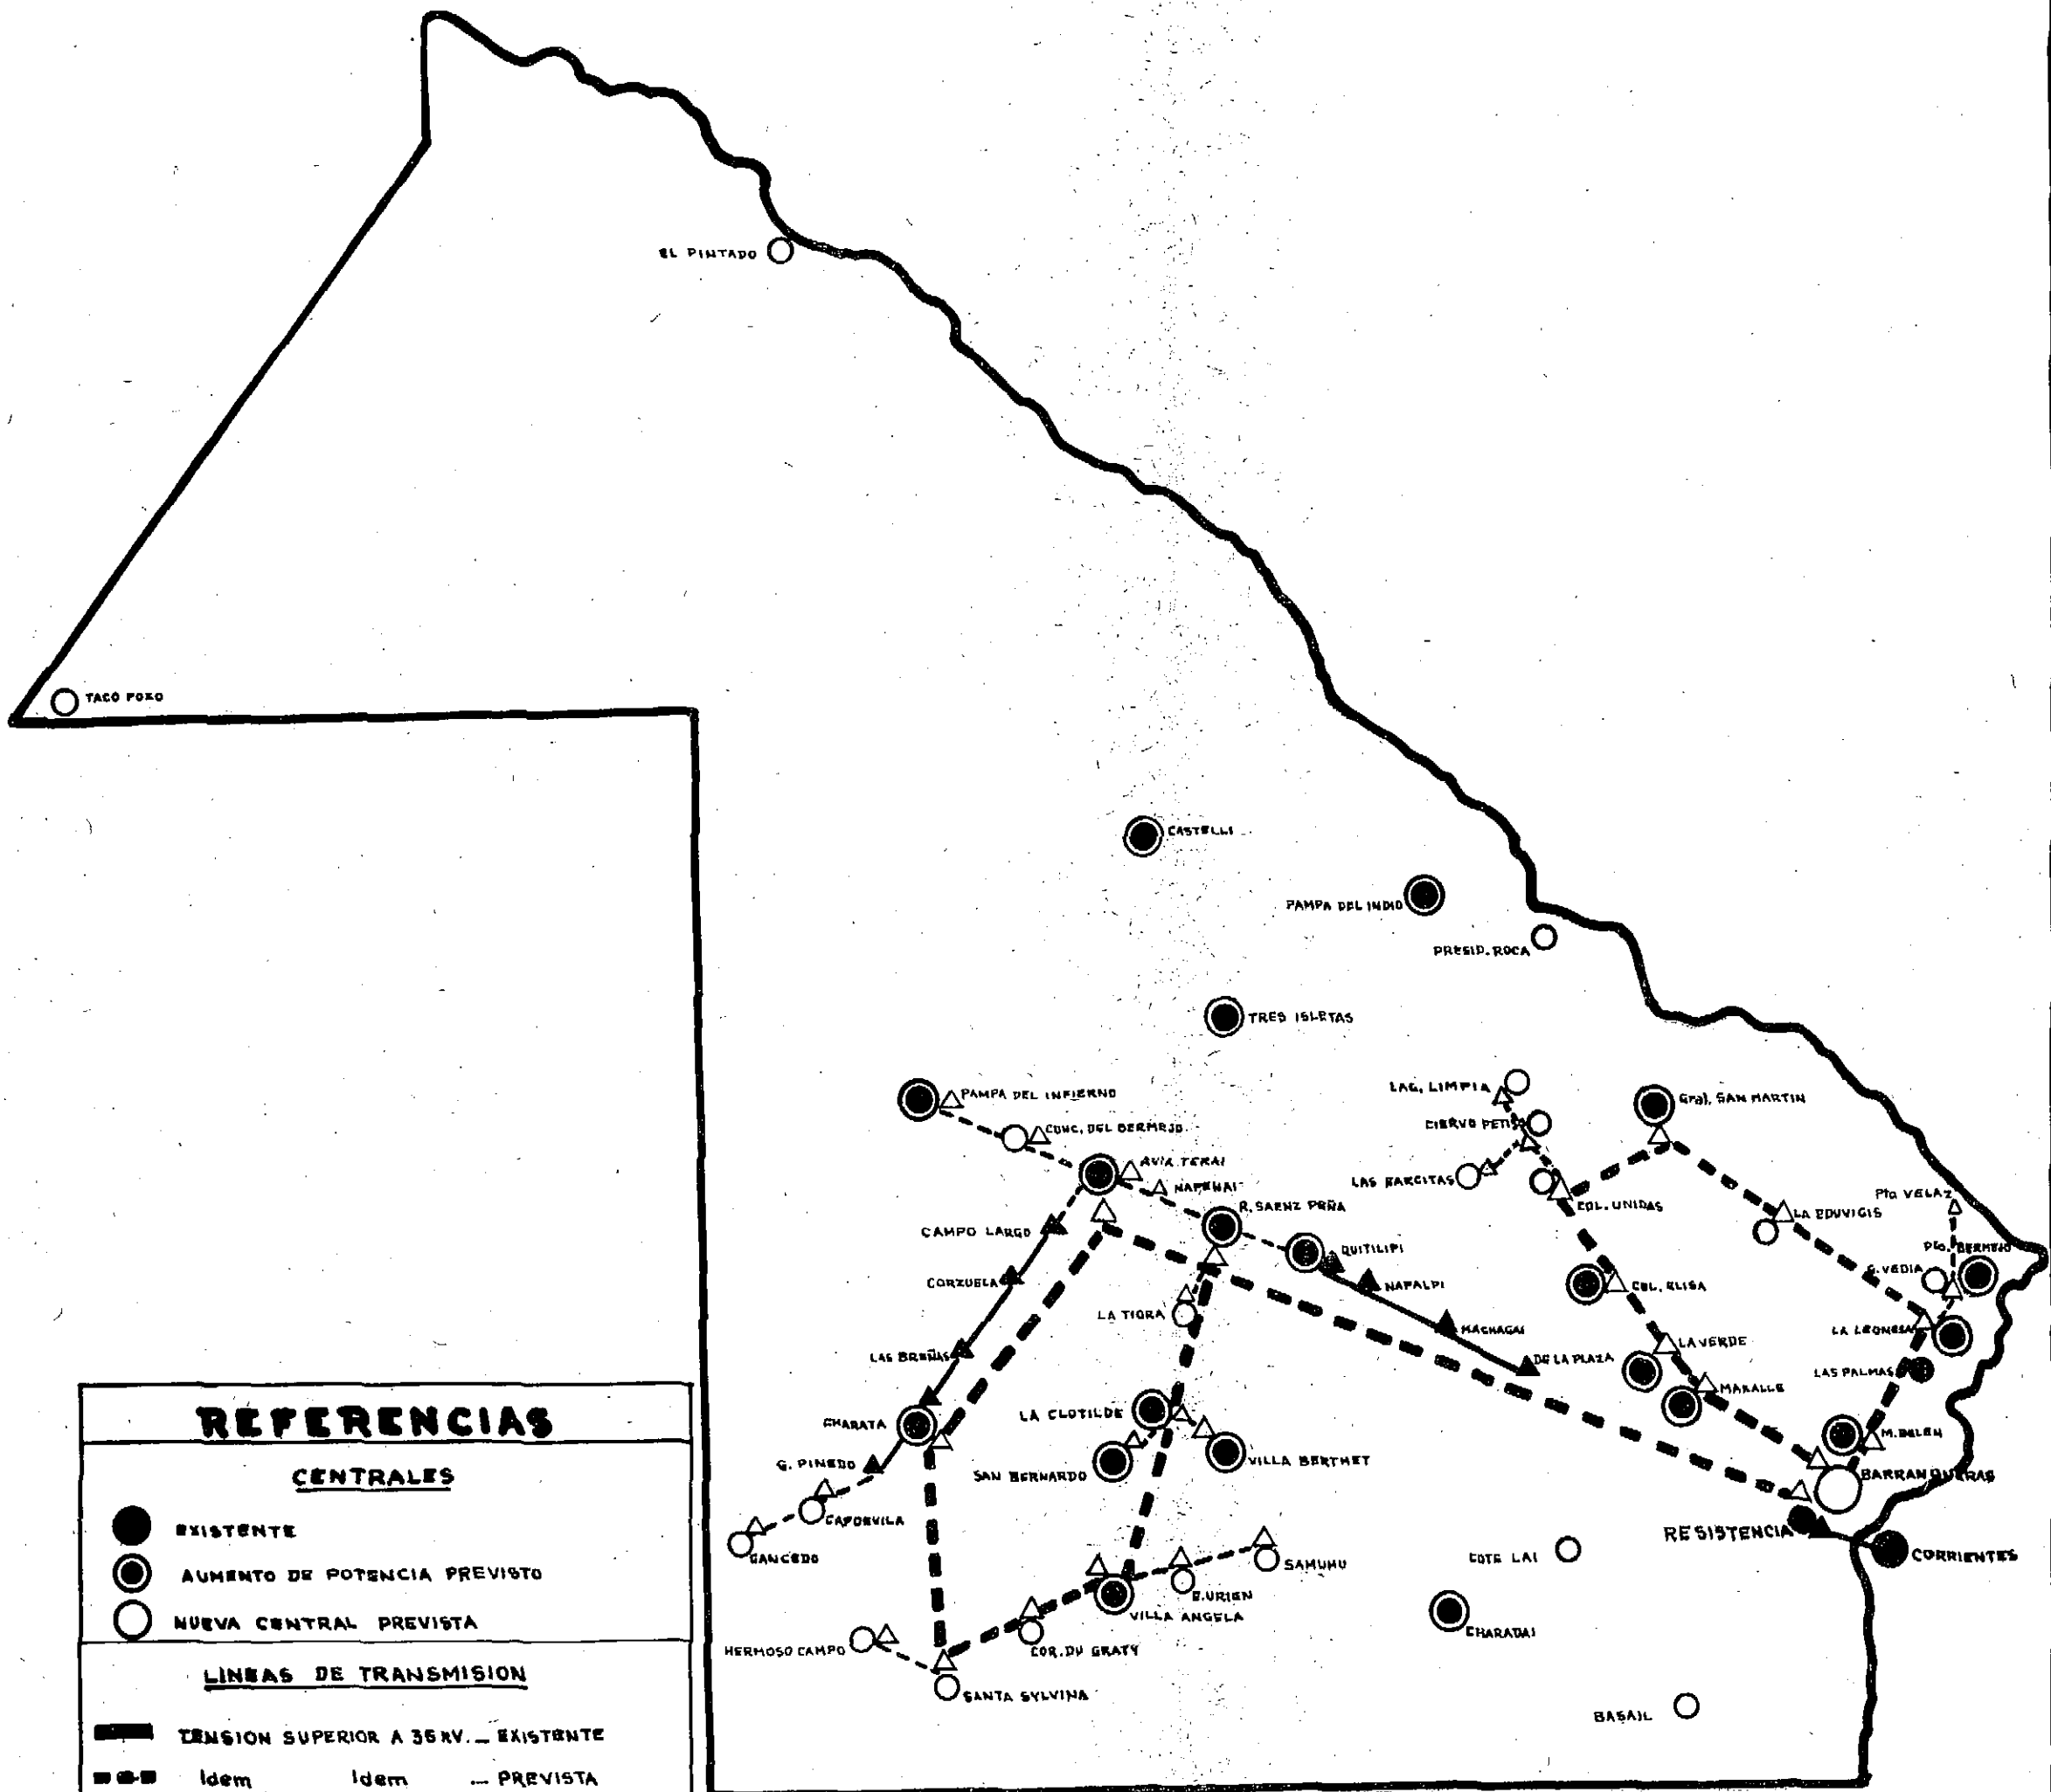 EL PINTADO
TACO POZO
CASTELLI
PAMPA DEL INDIO
PRESID. ROCA
TRES ISLETAS
PAMPA DEL INFIERNO
CONC. DEL BERMEJO
AVIA TERAI
NAPENAI
R. SAENZ PEÑA
QUITILIPI
NAPALPI
MACHAGAI
DE LA PLAZA
CAMPO LARGO
CORZUELA
LAS BREÑAS
CHARATA
G. PINEDO
CAPDEVILA
GANCEDO
HERMOSO CAMPO
SANTA SYLVINA
COR. DU GRATY
VILLA ANGELA
E. URIEN
SAMUHU
LA TIGRA
LA CLOTILDE
SAN BERNARDO
VILLA BERTHET
LAG. LIMPIA
CIERVO PETISO
LAS GARCITAS
COL. UNIDAS
Gral. SAN MARTIN
LA EDUVIGIS
Pto VELAZ
Pto. BERMEJO
G. VEDIA
LA LEONESA
LAS PALMAS
COL. ELISA
LA VERDE
MAKALLE
M. BELEN
BARRANQUERAS
RESISTENCIA
CORRIENTES
COTE LAI
CHARADAI
BASAIL
REFERENCIAS
CENTRALES
EXISTENTE
AUMENTO DE POTENCIA PREVISTO
NUEVA CENTRAL PREVISTA
LINEAS DE TRANSMISION
TENSION SUPERIOR A 35 KV. _ EXISTENTE
Idem Idem _ PREVISTA